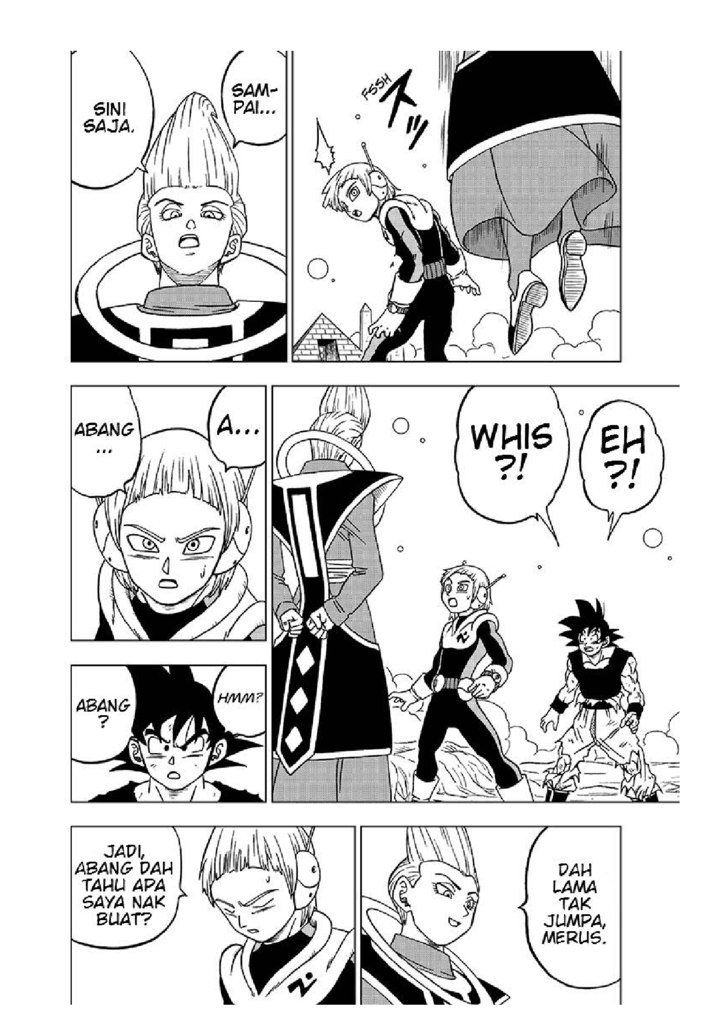 FSSH
スッ
SAM-
PAI...
SINI
SAJA.
EH
?!
WHIS
?!
A...
ABANG
...
HMM?
ABANG
?
DAH
LAMA
TAK
JUMPA,
MERUS.
JADI,
ABANG DAH
TAHU APA
SAYA NAK
BUAT?